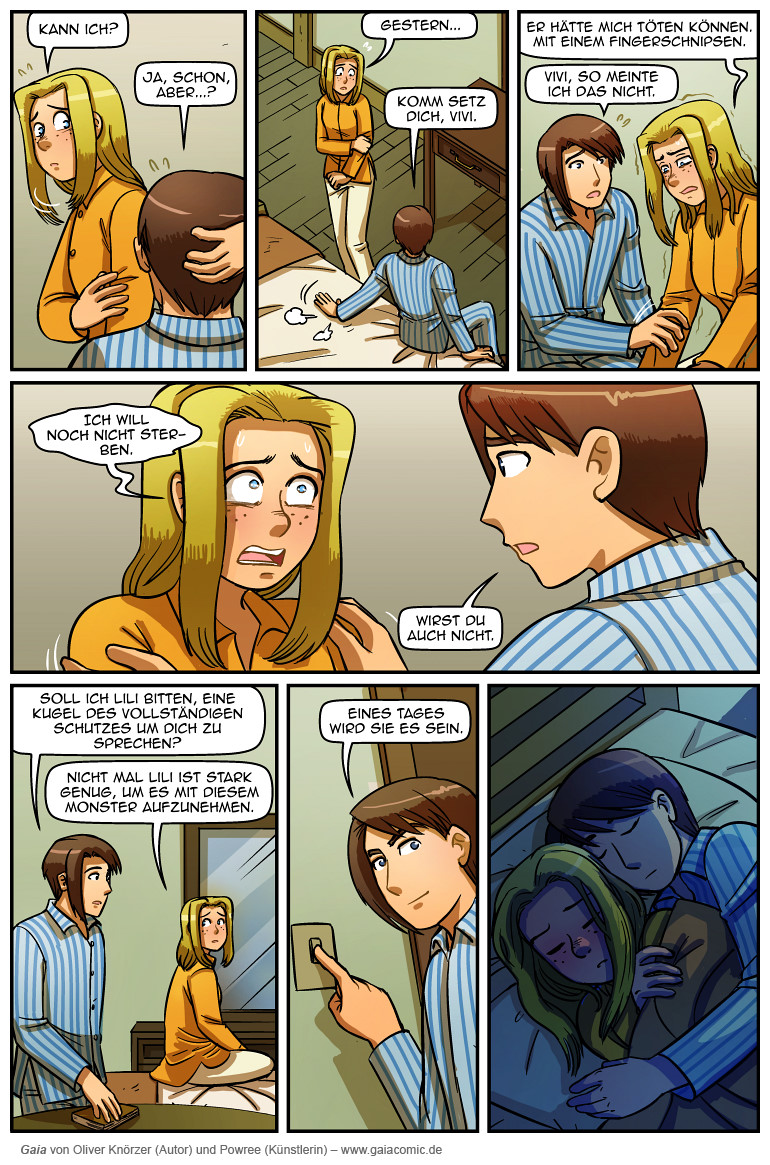 KANN ICH?
JA, SCHON,
ABER...?
GESTERN...
KOMM SETZ
DICH, VIVI.
ER HÄTTE MICH TÖTEN KÖNNEN.
MIT EINEM FINGERSCHNIPSEN.
VIVI, SO MEINTE
ICH DAS NICHT.
ICH WILL
NOCH NICHT STER-
BEN.
WIRST DU
AUCH NICHT.
SOLL ICH LILI BITTEN, EINE
KUGEL DES VOLLSTÄNDIGEN
SCHUTZES UM DICH ZU
SPRECHEN?
NICHT MAL LILI IST STARK
GENUG, UM ES MIT DIESEM
MONSTER AUFZUNEHMEN.
EINES TAGES
WIRD SIE ES SEIN.
Gaia von Oliver Knörzer (Autor) und Powree (Künstlerin) – www.gaiacomic.de